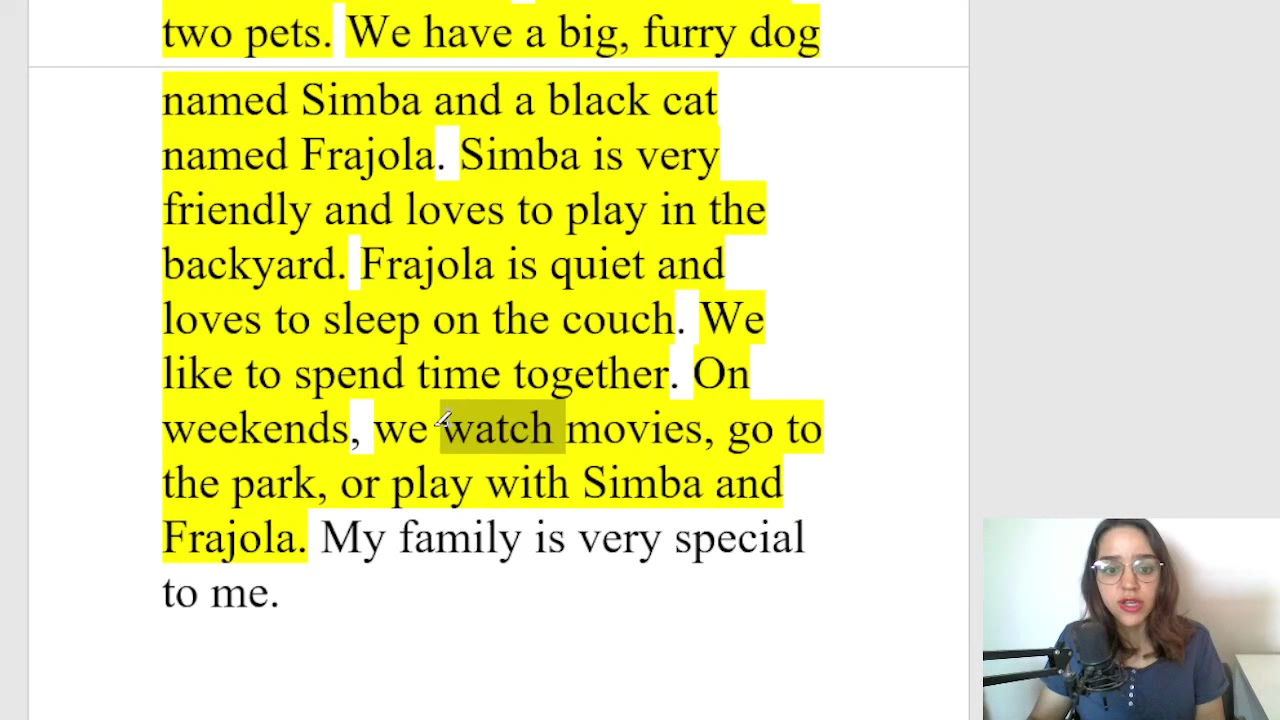 two pets. We have a big, furry dog
named Simba and a black cat
named Frajola. Simba is very
friendly and loves to play in the
backyard. Frajola is quiet and
loves to sleep on the couch. We
like to spend time together. On
weekends, we watch movies, go to
the park, or play with Simba and
Frajola. My family is very special
to me.